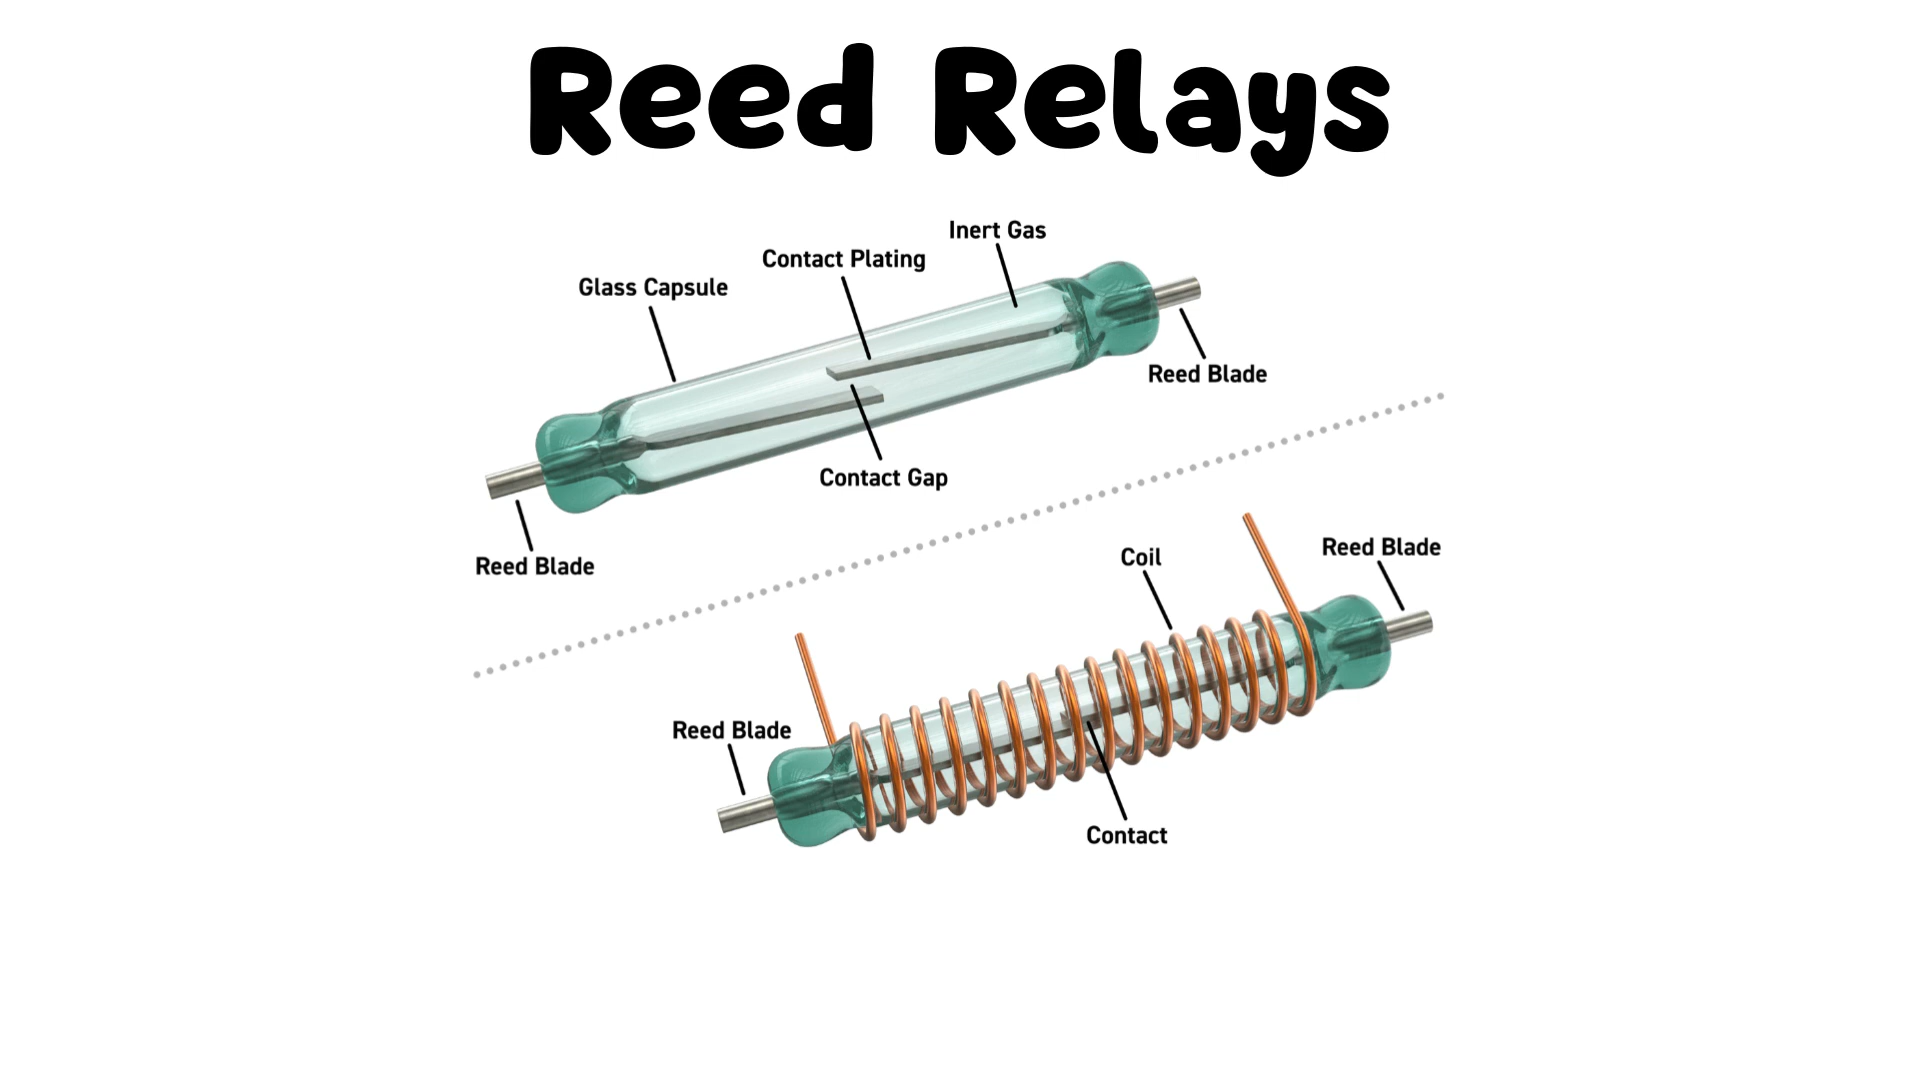 Reed Relays
Inert Gas
Contact Plating
Glass Capsule
Reed Blade
Contact Gap
Reed Blade
Coil
Reed Blade
Reed Blade
Contact